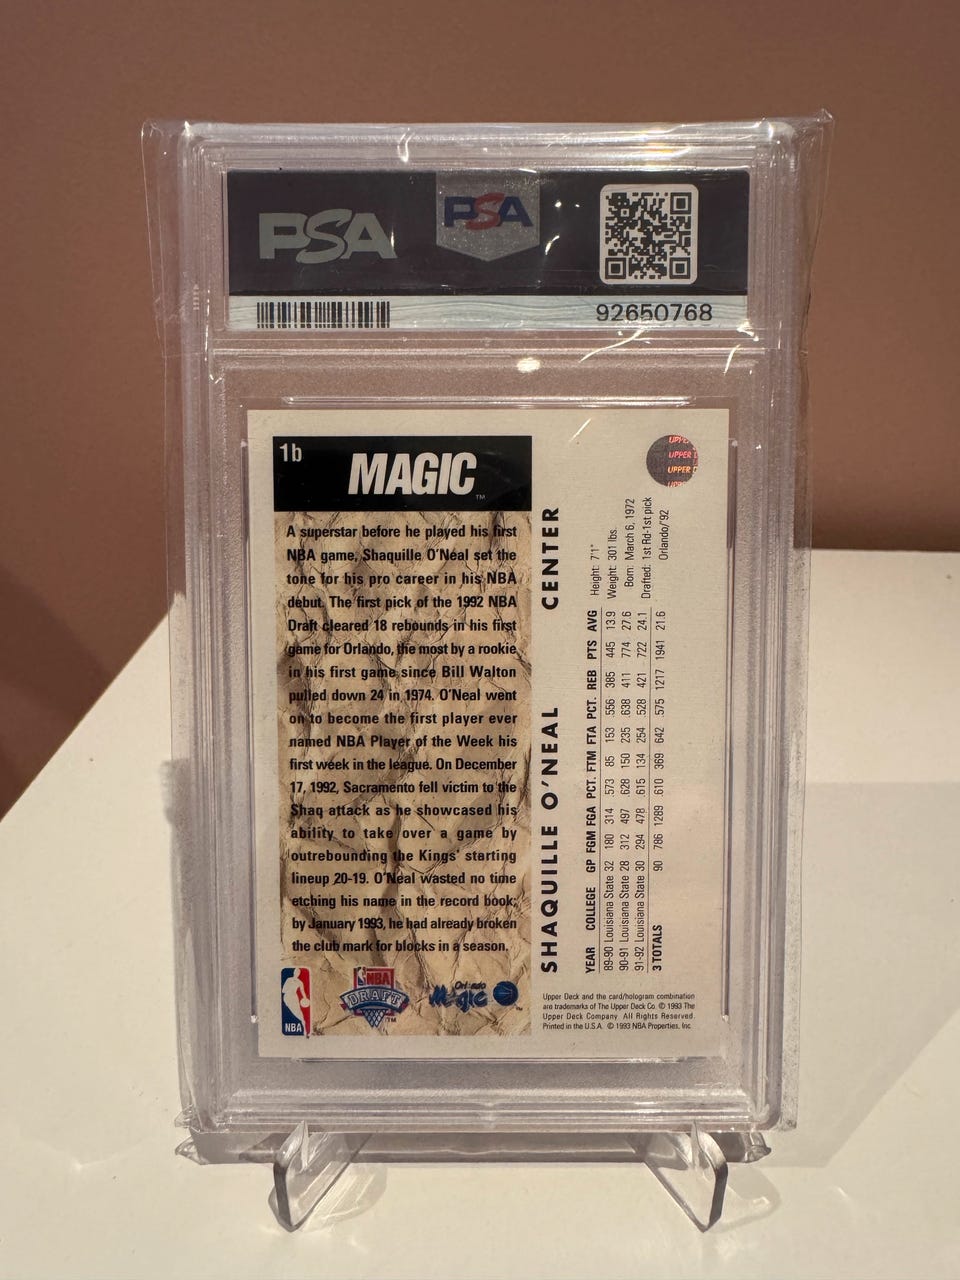 PSA
PSA
92650768
1b
MAGIC
TM
A superstar before he played his first
NBA game, Shaquille O'Neal set the
tone for his pro career in his NBA
debut. The first pick of the 1992 NBA
Draft cleared 18 rebounds in his first
game for Orlando, the most by a rookie
in his first game since Bill Walton
pulled down 24 in 1974. O'Neal went
on to become the first player ever
named NBA Player of the Week his
first week in the league. On December
17, 1992, Sacramento fell victim to the
Shaq attack as he showcased his
ability to take over a game by
outrebounding the Kings' starting
lineup 20-19. O'Neal wasted no time
etching his name in the record book;
by January 1993, he had already broken
the club mark for blocks in a season.
NBA
NBA
DRAFT
TM
Orlando
Magic
SHAQUILLE O'NEAL CENTER
Height: 7'1"
Weight: 301 lbs.
Born: March 6, 1972
Drafted: 1st Rd-1st pick
Orlando/'92
YEAR COLLEGE GP FGM FGA PCT. FTM FTA PCT. REB PTS AVG
89-90 Louisiana State 32 180 314 .573 85 153 .556 385 445 13.9
90-91 Louisiana State 28 312 497 .628 150 235 .638 411 774 27.6
91-92 Louisiana State 30 294 478 .615 134 254 .528 421 722 24.1
3 TOTALS 90 786 1289 .610 369 642 .575 1217 1941 21.6
UPPER
UPPER D
UPPER D
UPPER
Upper Deck and the card/hologram combination
are trademarks of The Upper Deck Co. © 1993 The
Upper Deck Company. All Rights Reserved.
Printed in the U.S.A. © 1993 NBA Properties, Inc.